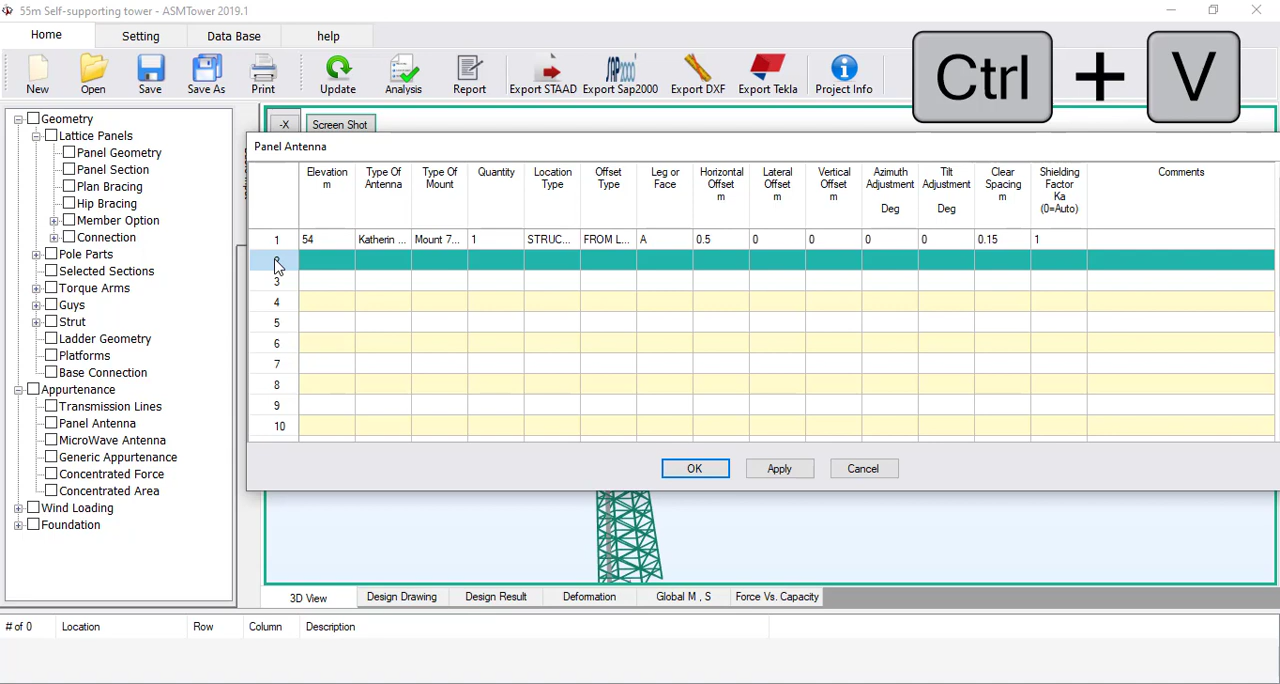 55m Self-supporting tower - ASMTower 2019.1
Home
Setting
Data Base
help
New
Open
Save
Save As
Print
Update
Analysis
Report
Export STAAD
Export Sap2000
Export DXF
Export Tekla
Project Info
Ctrl + V
Geometry
Lattice Panels
Panel Geometry
Panel Section
Plan Bracing
Hip Bracing
Member Option
Connection
Pole Parts
Selected Sections
Torque Arms
Guys
Strut
Ladder Geometry
Platforms
Base Connection
Appurtenance
Transmission Lines
Panel Antenna
MicroWave Antenna
Generic Appurtenance
Concentrated Force
Concentrated Area
Wind Loading
Foundation
-X
Screen Shot
Panel Antenna
Elevation m
Type Of Antenna
Type Of Mount
Quantity
Location Type
Offset Type
Leg or Face
Horizontal Offset m
Lateral Offset m
Vertical Offset m
Azimuth Adjustment Deg
Tilt Adjustment Deg
Clear Spacing m
Shielding Factor Ka (0=Auto)
Comments
1 54 Katherin ... Mount 7... 1 STRUC... FROM L... A 0.5 0 0 0 0 0.15 1
3
4
5
6
7
8
9
10
OK
Apply
Cancel
3D View
Design Drawing
Design Result
Deformation
Global M , S
Force Vs. Capacity
# of 0
Location
Row
Column
Description